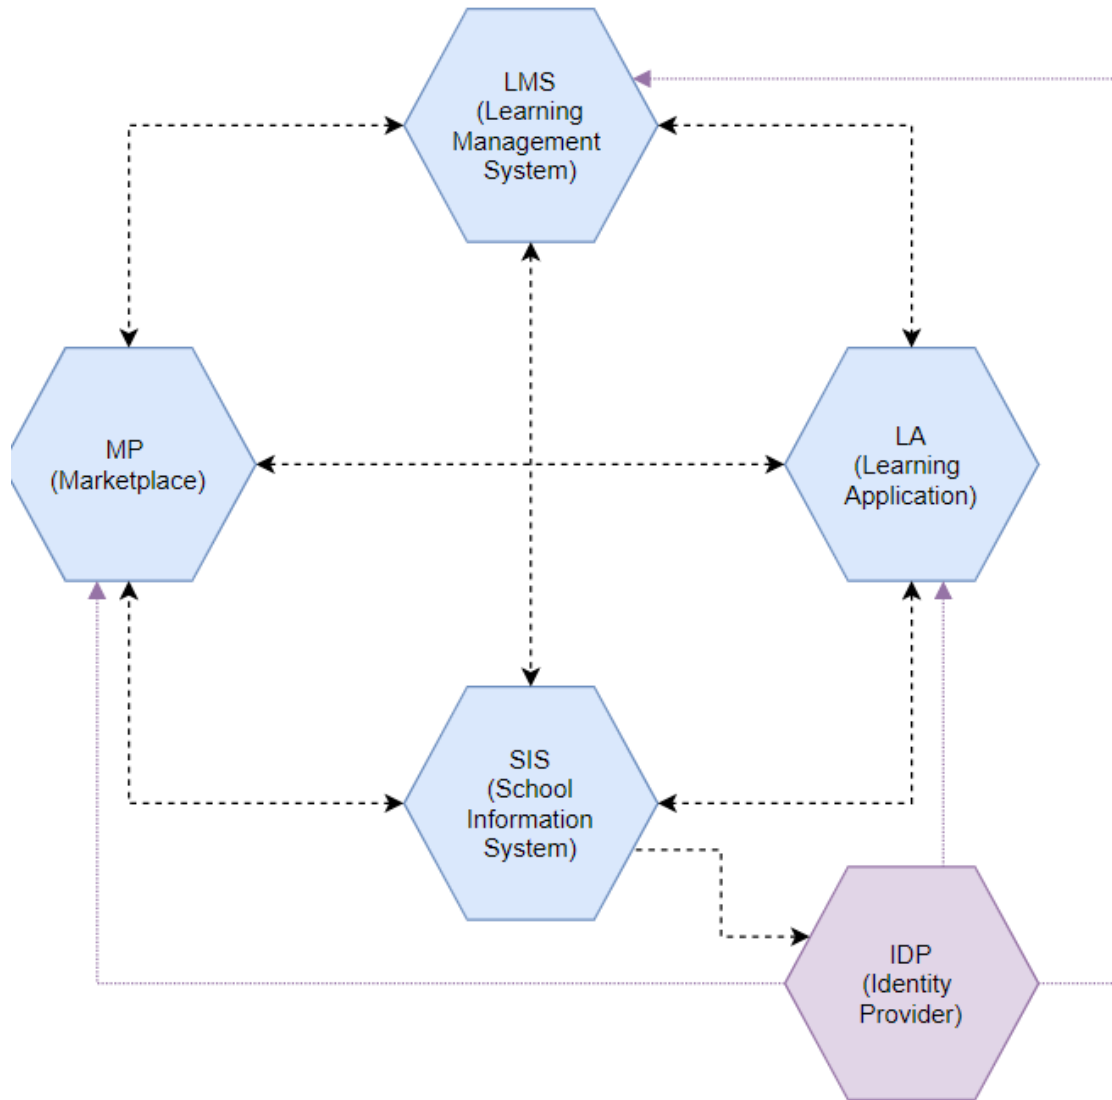 LMS
(Learning
Management
System)
MP
(Marketplace)
LA
(Learning
Application)
SIS
(School
Information
System)
IDP
(Identity
Provider)